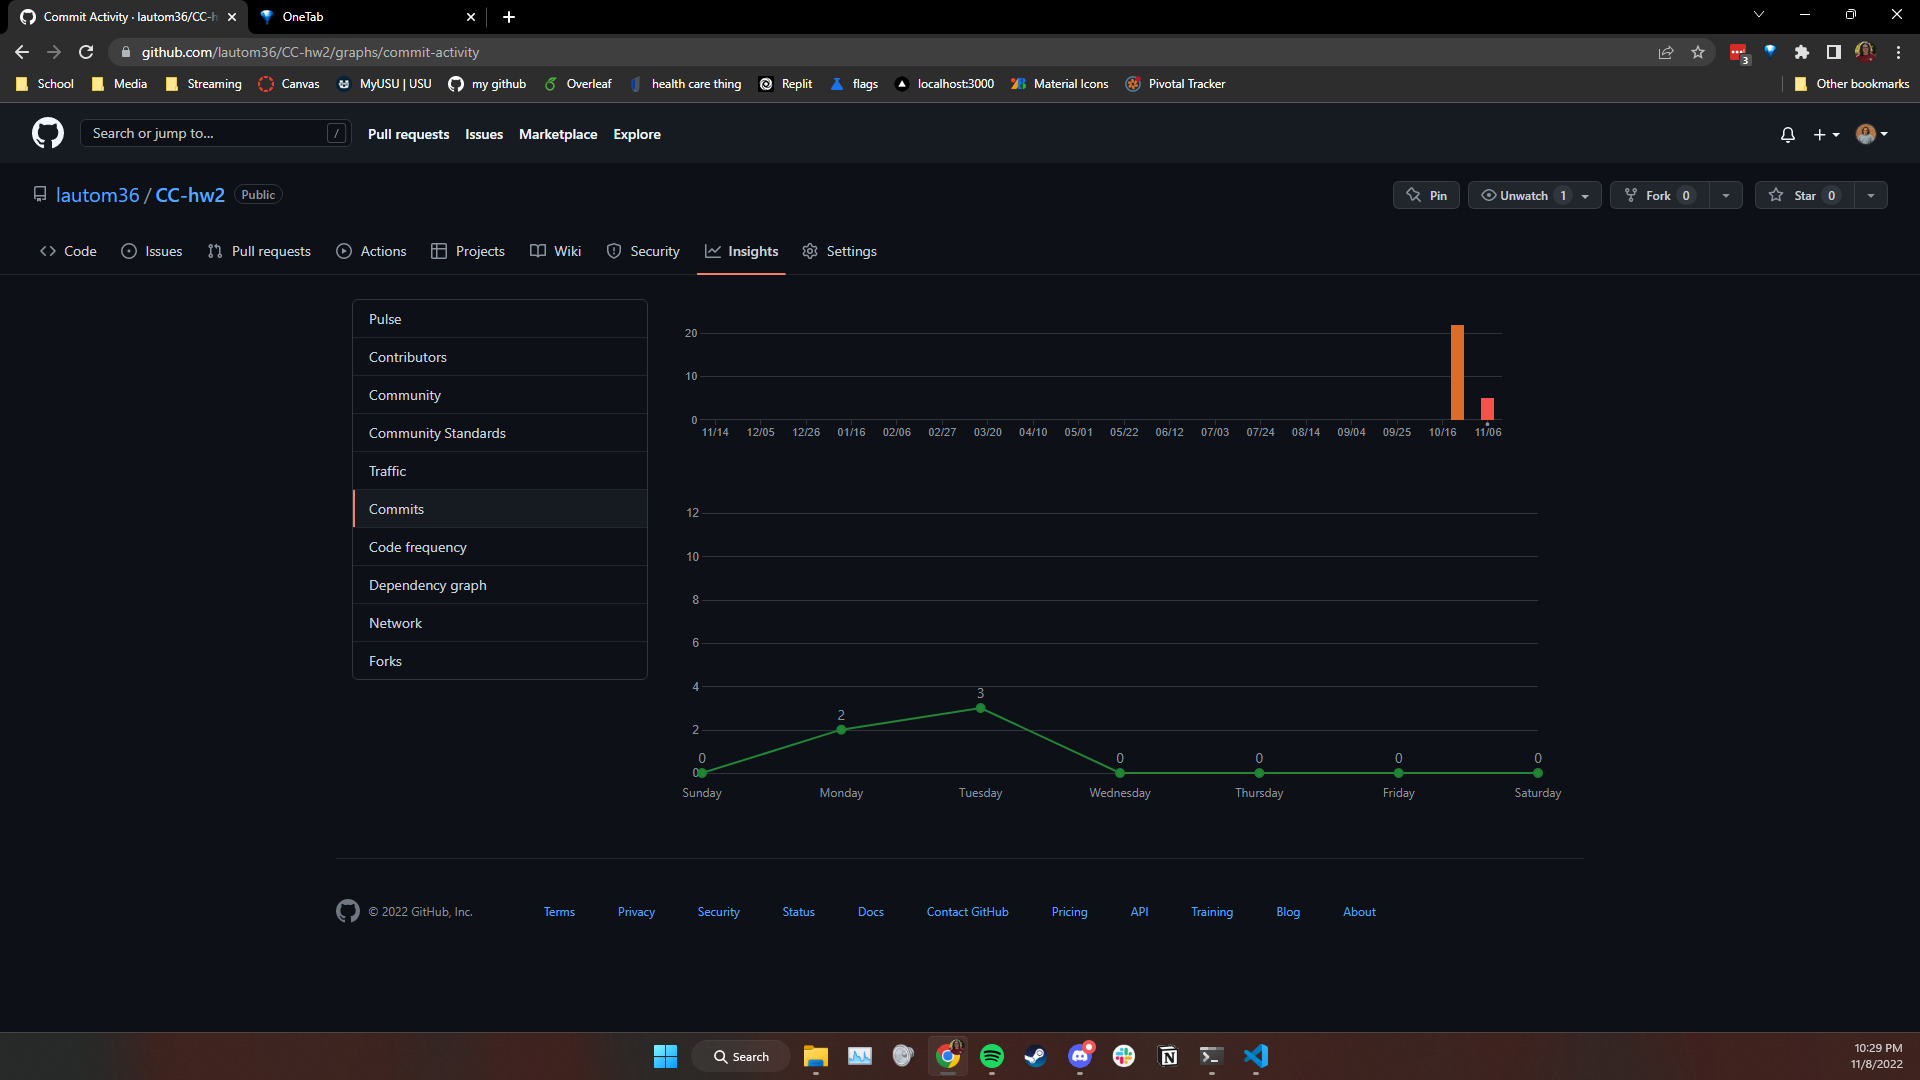 Commit Activity · lautom36/CC-h
OneTab
github.com/lautom36/CC-hw2/graphs/commit-activity
3
School Media Streaming Canvas MyUSU | USU my github Overleaf health care thing Replit flags localhost:3000 Material Icons Pivotal Tracker Other bookmarks
Search or jump to... / Pull requests Issues Marketplace Explore
lautom36 / CC-hw2 Public Pin Unwatch 1 Fork 0 Star 0
Code Issues Pull requests Actions Projects Wiki Security Insights Settings
Pulse
Contributors
Community
Community Standards
Traffic
Commits
Code frequency
Dependency graph
Network
Forks
20
10
0
11/14 12/05 12/26 01/16 02/06 02/27 03/20 04/10 05/01 05/22 06/12 07/03 07/24 08/14 09/04 09/25 10/16 11/06
12
10
8
6
4
3
2
2
0 0 0 0 0
0
Sunday Monday Tuesday Wednesday Thursday Friday Saturday
© 2022 GitHub, Inc. Terms Privacy Security Status Docs Contact GitHub Pricing API Training Blog About
Search
10:29 PM
11/8/2022